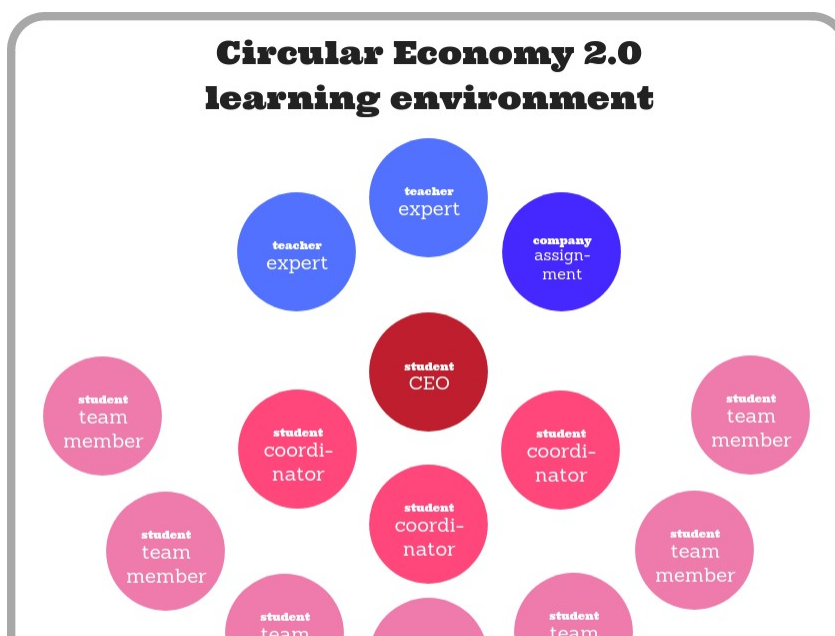 Circular Economy 2.0
learning environment
teacher
expert
teacher
expert
company
assign-
ment
student
CEO
student
team
member
student
team
member
student
coordi-
nator
student
coordi-
nator
student
coordi-
nator
student
team
member
student
team
member
student
team
student
team